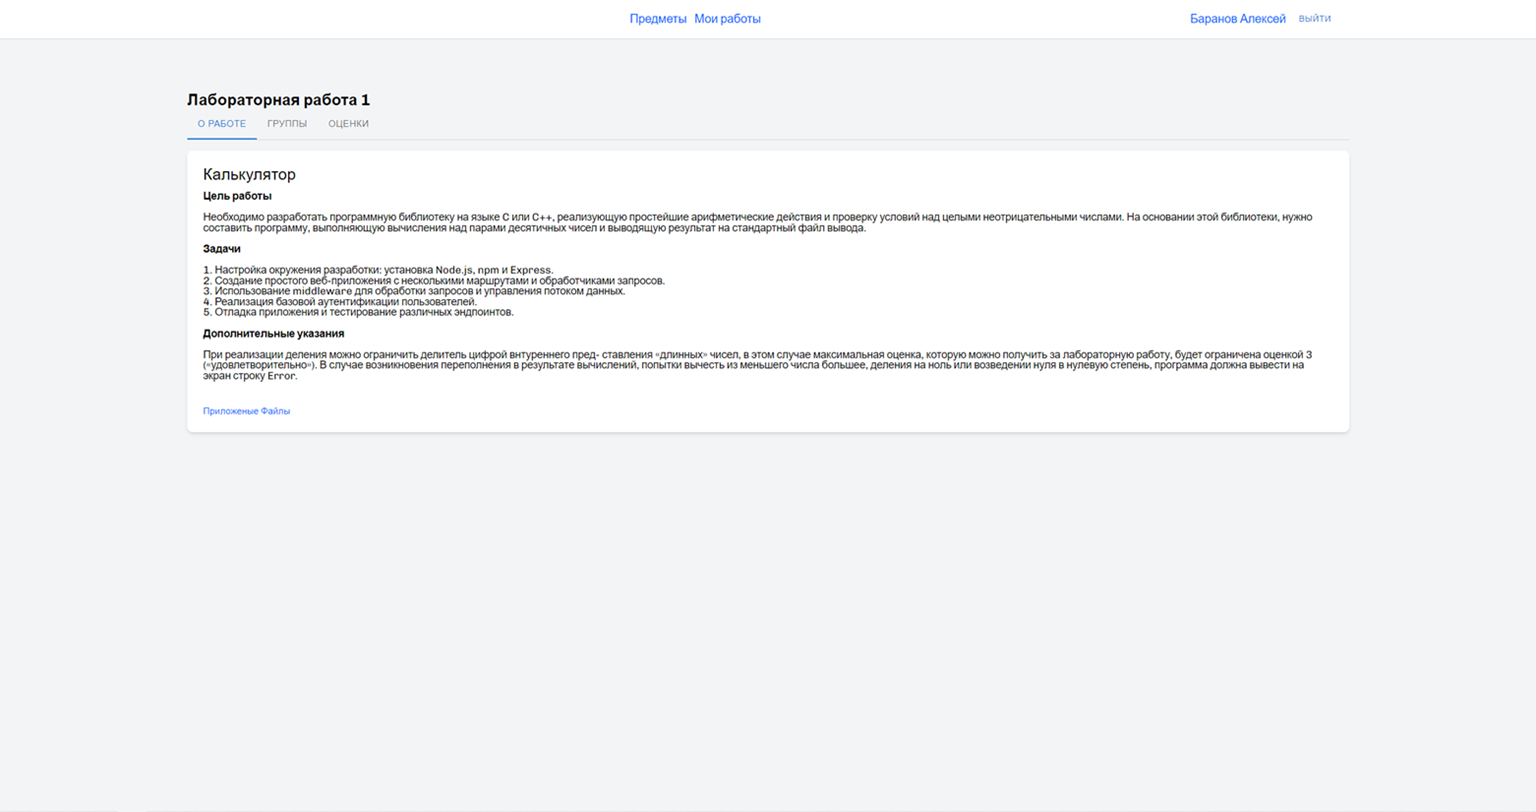 Предметы Мои работы Баранов Алексей ВЫЙТИ
Лабораторная работа 1
О РАБОТЕ ГРУППЫ ОЦЕНКИ
Калькулятор
Цель работы
Необходимо разработать программную библиотеку на языке С или С++, реализующую простейшие арифметические действия и проверку условий над целыми неотрицательными числами. На основании этой библиотеки, нужно
составить программу, выполняющую вычисления над парами десятичных чисел и выводящую результат на стандартный файл вывода.
Задачи
1. Настройка окружения разработки: установка Node.js, npm и Express.
2. Создание простого веб-приложения с несколькими маршрутами и обработчиками запросов.
3. Использование middleware для обработки запросов и управления потоком данных.
4. Реализация базовой аутентификации пользователей.
5. Отладка приложения и тестирование различных эндпоинтов.
Дополнительные указания
При реализации деления можно ограничить делитель цифрой внтуреннего пред- ставления «длинных» чисел, в этом случае максимальная оценка, которую можно получить за лабораторную работу, будет ограничена оценкой 3
(«удовлетворительно»). В случае возникновения переполнения в результате вычислений, попытки вычесть из меньшего числа большее, деления на ноль или возведении нуля в нулевую степень, программа должна вывести на
экран строку Error.
Приложеные Файлы